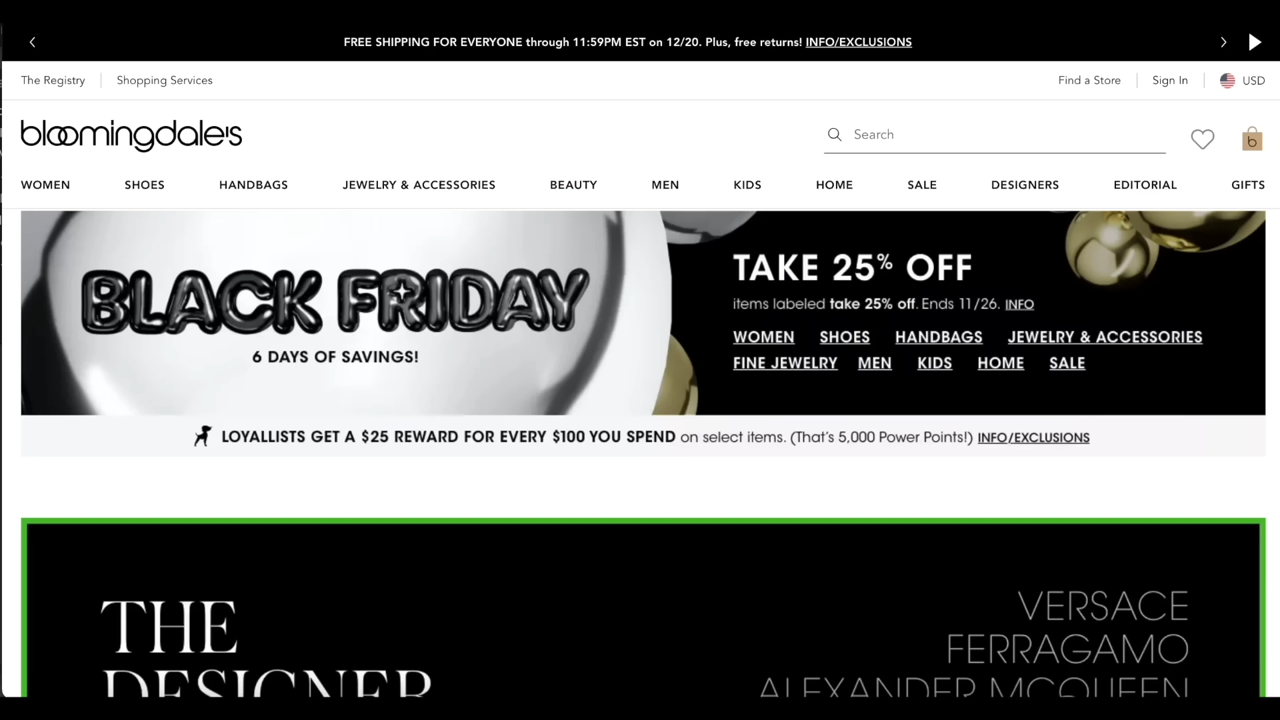 FREE SHIPPING FOR EVERYONE through 11:59PM EST on 12/20. Plus, free returns! INFO/EXCLUSIONS
The Registry Shopping Services Find a Store Sign In USD
bloomingdale's Search b
WOMEN SHOES HANDBAGS JEWELRY & ACCESSORIES BEAUTY MEN KIDS HOME SALE DESIGNERS EDITORIAL GIFTS
BLACK FRIDAY
6 DAYS OF SAVINGS!
TAKE 25% OFF
items labeled take 25% off. Ends 11/26. INFO
WOMEN SHOES HANDBAGS JEWELRY & ACCESSORIES
FINE JEWELRY MEN KIDS HOME SALE
LOYALLISTS GET A $25 REWARD FOR EVERY $100 YOU SPEND on select items. (That's 5,000 Power Points!) INFO/EXCLUSIONS
THE
DESIGNER
VERSACE
FERRAGAMO
ALEXANDER MCQUEEN